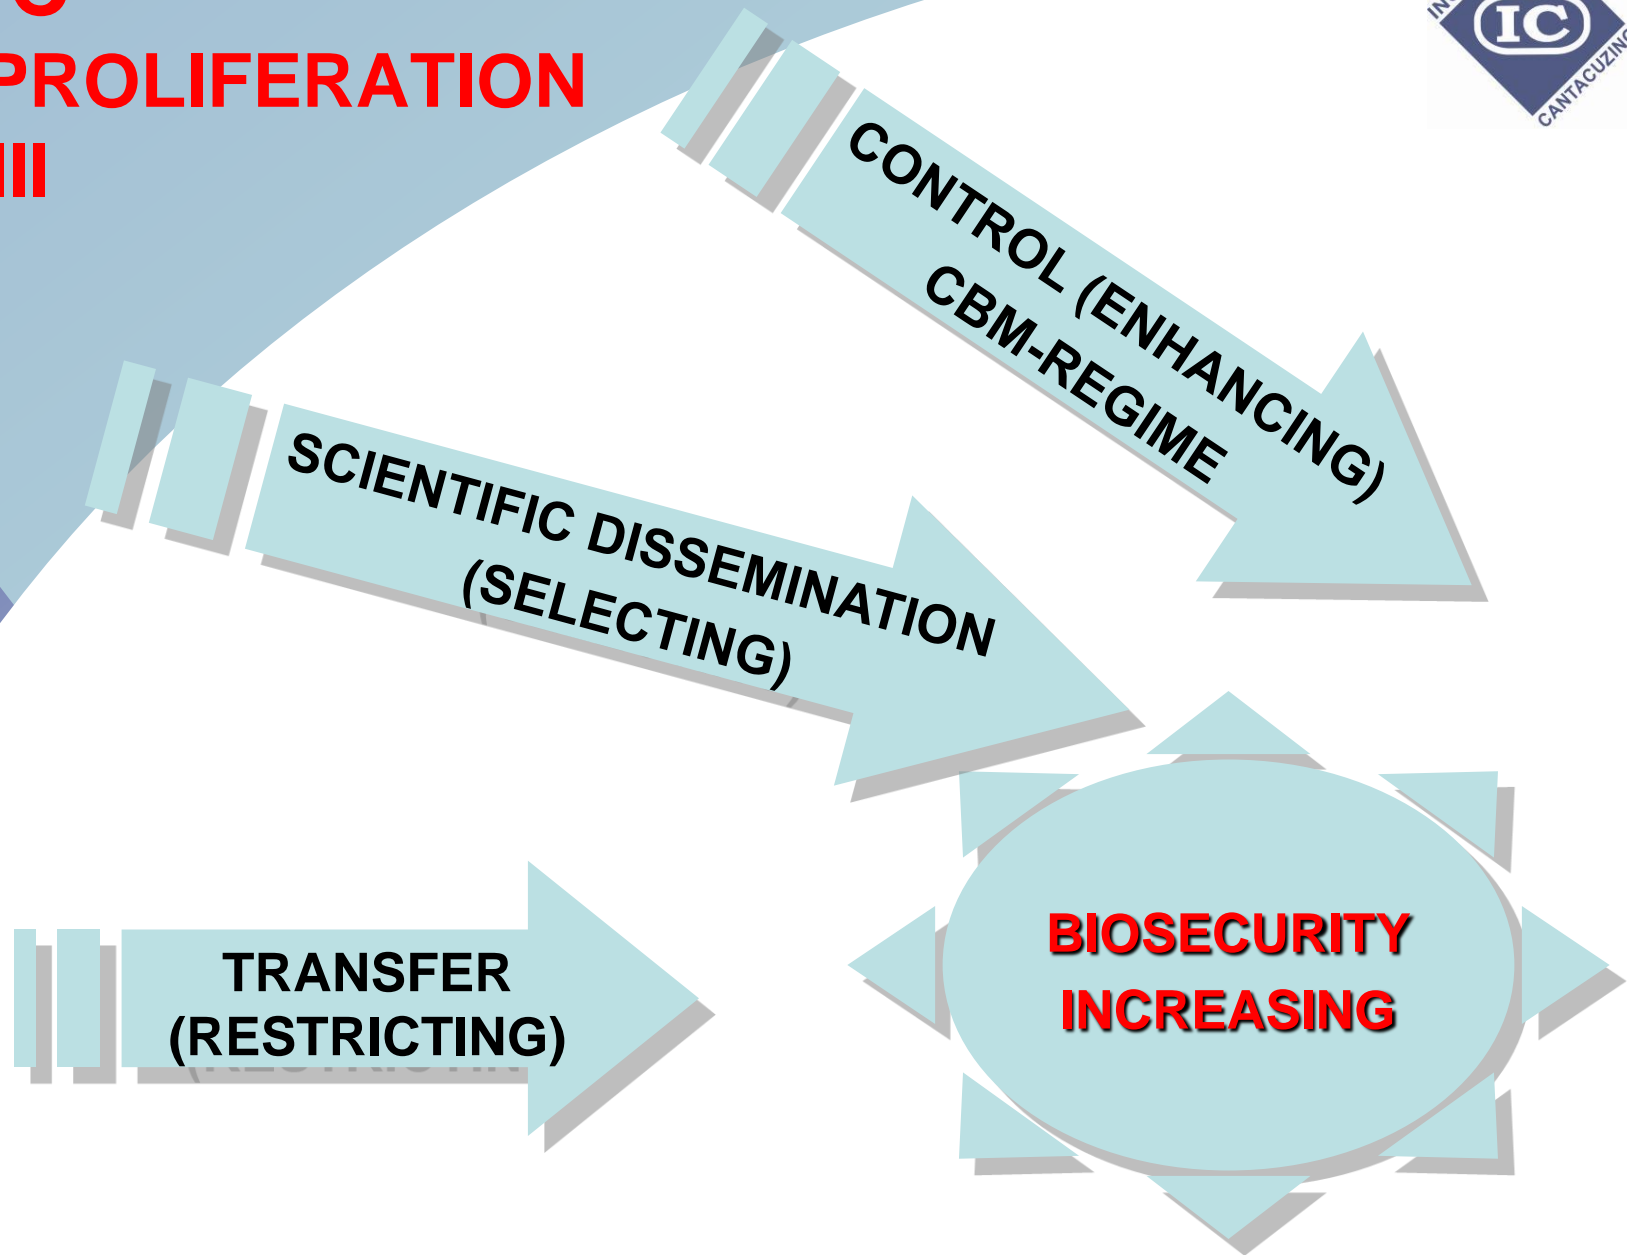 PROLIFERATION
III
IC
CANTACUZINO
CONTROL (ENHANCING)
CBM-REGIME
SCIENTIFIC DISSEMINATION
(SELECTING)
TRANSFER
(RESTRICTING)
BIOSECURITY
INCREASING